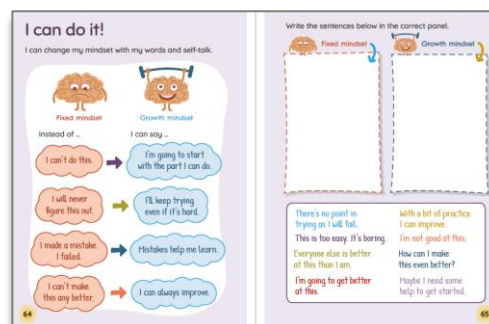 I can do it!
I can change my mindset with my words and self-talk.
Fixed mindset
Growth mindset
Instead of ...
I can say ...
I can't do this.
I'm going to start
with the part I can do.
I will never
figure this out.
I'll keep trying
even if it's hard.
I made a mistake.
I failed.
Mistakes help me learn.
I can't make
this any better.
I can always improve.
64
Write the sentences below in the correct panel.
Fixed mindset
Growth mindset
There's no point in
trying as I will fail.
This is too easy. It's boring.
Everyone else is better
at this than I am.
I'm going to get better
at this.
With a bit of practice
I can improve.
I'm not good at this.
How can I make
this even better?
Maybe I need some
help to get started.
65